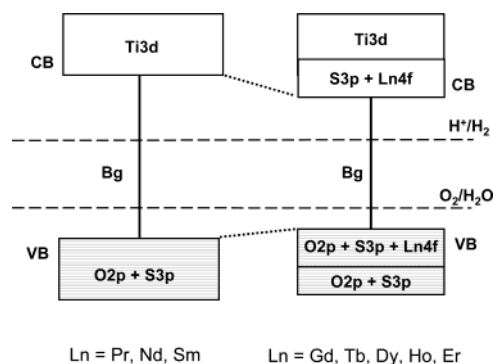 Ti3d
CB
Ti3d
S3p + Ln4f
CB
H⁺/H₂
Bg
Bg
O₂/H₂O
VB
O2p + S3p
O2p + S3p + Ln4f
VB
O2p + S3p
Ln = Pr, Nd, Sm
Ln = Gd, Tb, Dy, Ho, Er